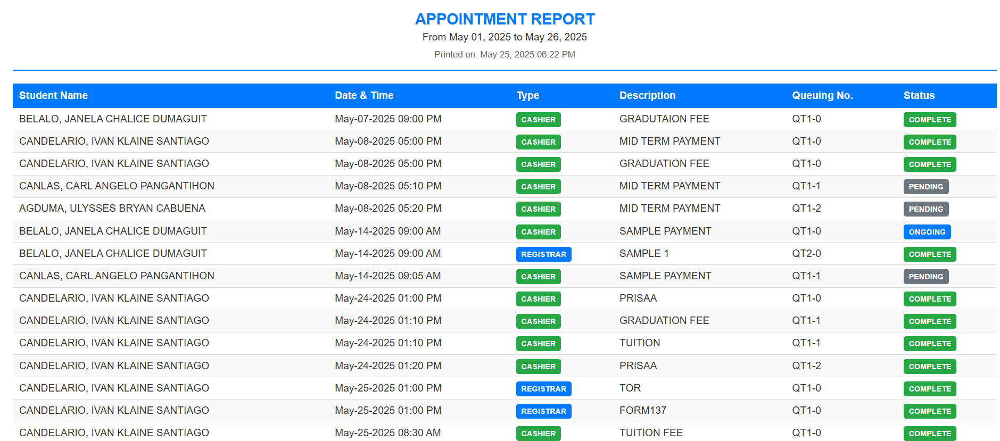 APPOINTMENT REPORT
From May 01, 2025 to May 26, 2025
Printed on: May 25, 2025 06:22 PM
Student Name Date & Time Type Description Queuing No. Status
BELALO, JANELA CHALICE DUMAGUIT May-07-2025 09:00 PM CASHIER GRADUTAION FEE QT1-0 COMPLETE
CANDELARIO, IVAN KLAINE SANTIAGO May-08-2025 05:00 PM CASHIER MID TERM PAYMENT QT1-0 COMPLETE
CANDELARIO, IVAN KLAINE SANTIAGO May-08-2025 05:00 PM CASHIER GRADUATION FEE QT1-0 COMPLETE
CANLAS, CARL ANGELO PANGANTIHON May-08-2025 05:10 PM CASHIER MID TERM PAYMENT QT1-1 PENDING
AGDUMA, ULYSSES BRYAN CABUENA May-08-2025 05:20 PM CASHIER MID TERM PAYMENT QT1-2 PENDING
BELALO, JANELA CHALICE DUMAGUIT May-14-2025 09:00 AM CASHIER SAMPLE PAYMENT QT1-0 ONGOING
BELALO, JANELA CHALICE DUMAGUIT May-14-2025 09:00 AM REGISTRAR SAMPLE 1 QT2-0 COMPLETE
CANLAS, CARL ANGELO PANGANTIHON May-14-2025 09:05 AM CASHIER SAMPLE PAYMENT QT1-1 PENDING
CANDELARIO, IVAN KLAINE SANTIAGO May-24-2025 01:00 PM CASHIER PRISAA QT1-0 COMPLETE
CANDELARIO, IVAN KLAINE SANTIAGO May-24-2025 01:10 PM CASHIER GRADUATION FEE QT1-1 COMPLETE
CANDELARIO, IVAN KLAINE SANTIAGO May-24-2025 01:10 PM CASHIER TUITION QT1-1 COMPLETE
CANDELARIO, IVAN KLAINE SANTIAGO May-24-2025 01:20 PM CASHIER PRISAA QT1-2 COMPLETE
CANDELARIO, IVAN KLAINE SANTIAGO May-25-2025 01:00 PM REGISTRAR TOR QT1-0 COMPLETE
CANDELARIO, IVAN KLAINE SANTIAGO May-25-2025 01:00 PM REGISTRAR FORM137 QT1-0 COMPLETE
CANDELARIO, IVAN KLAINE SANTIAGO May-25-2025 08:30 AM CASHIER TUITION FEE QT1-0 COMPLETE